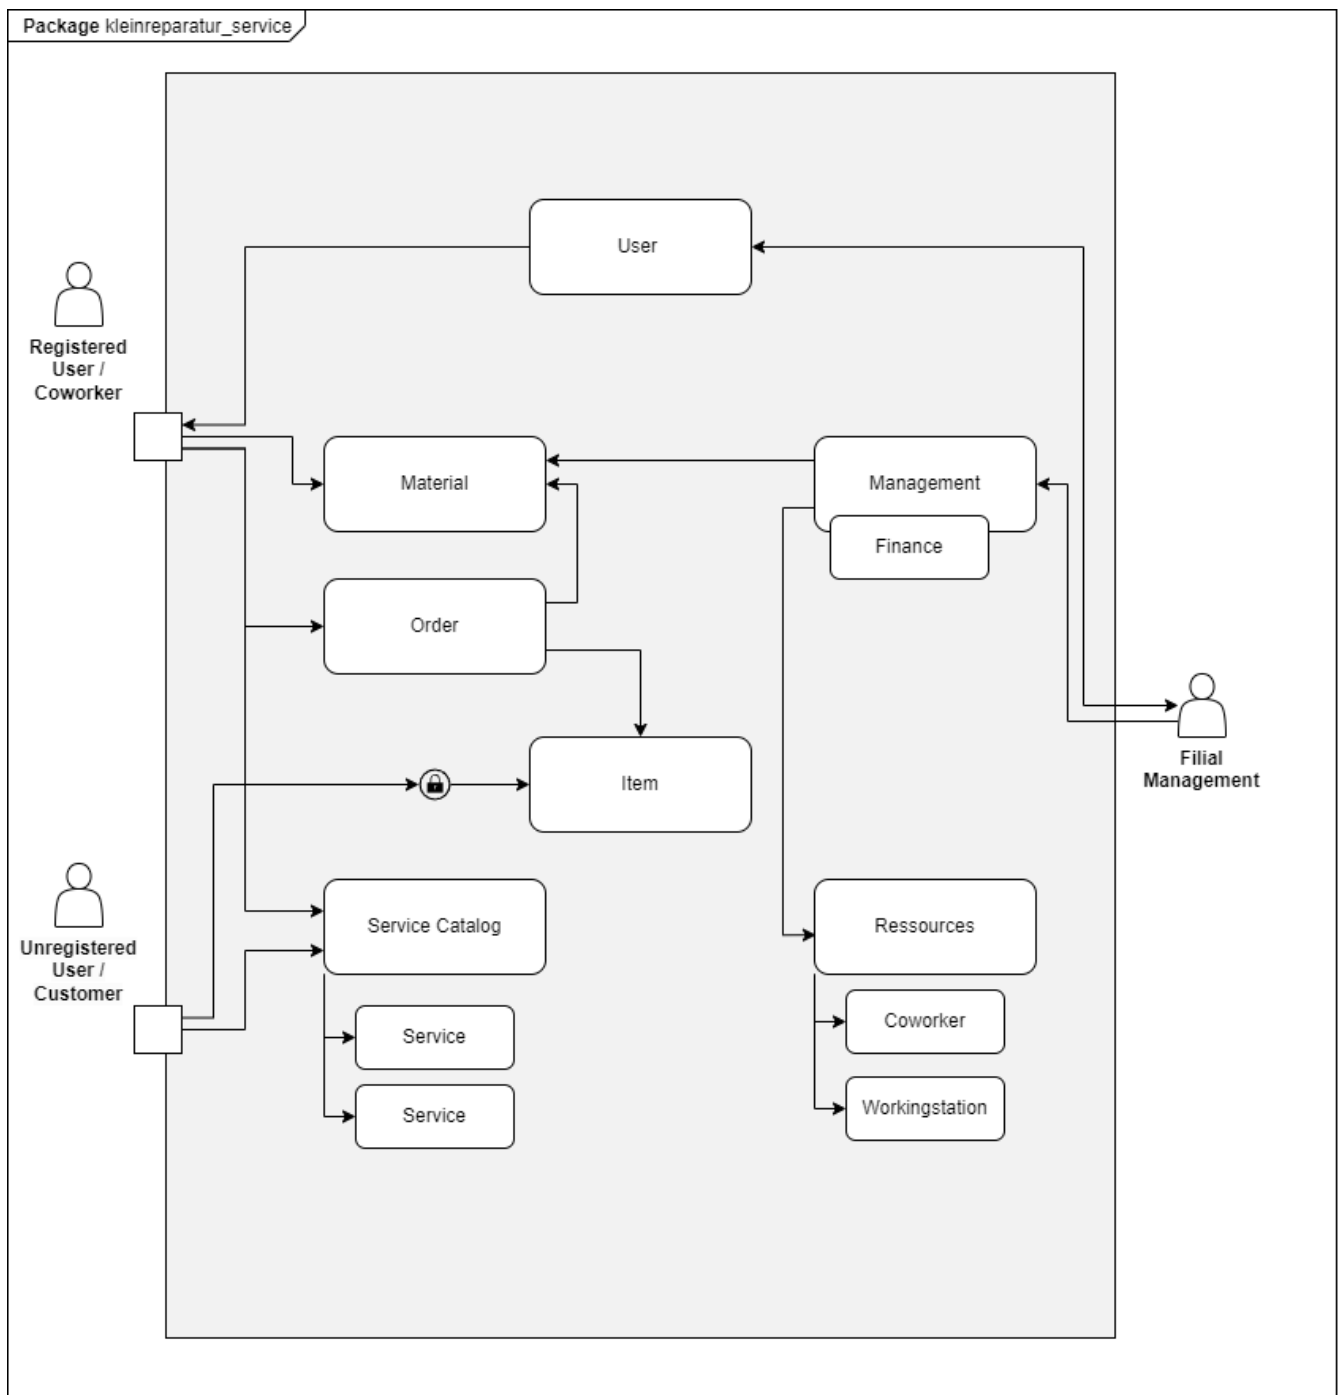 Package kleinreparatur_service
User
Registered
User /
Coworker
Material
Management
Finance
Order
Filial
Management
Item
Unregistered
User /
Customer
Service Catalog
Ressources
Service
Coworker
Service
Workingstation